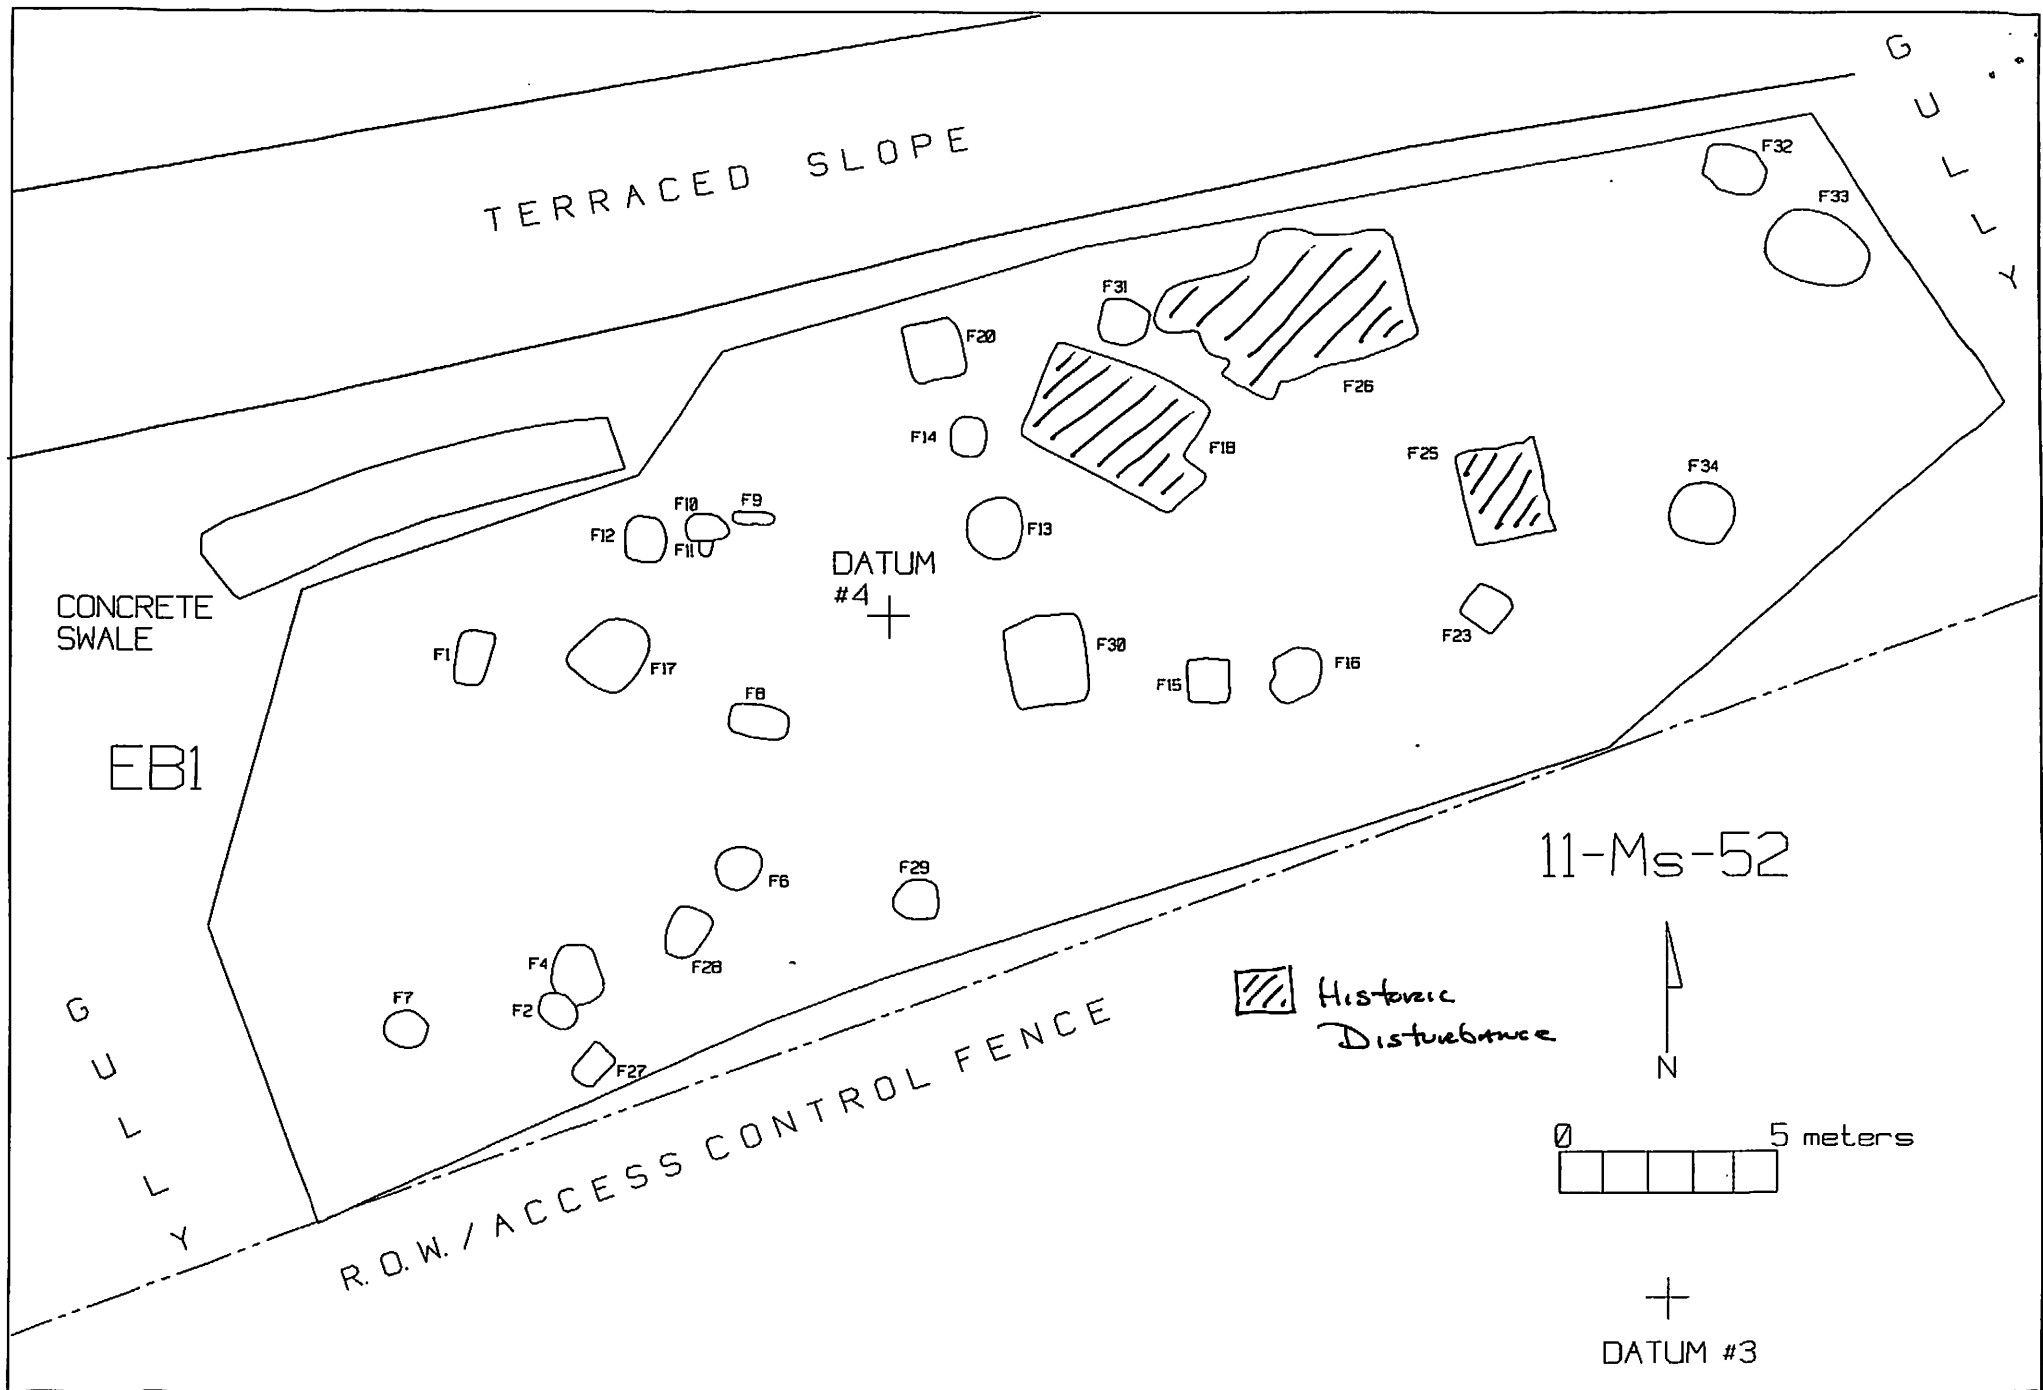 GULLY
TERRACED SLOPE
F32
F33
F31
F20
F26
F14
F18
F25
F34
F10
F9
F12
F11
F13
DATUM
#4
CONCRETE
SWALE
F1
F17
F30
F23
F15
F16
F8
EB1
11-Ms-52
F6
F29
F4
F28
F7
F2
F27
GULLY
Historic
Disturbance
N
R.O.W./ACCESS CONTROL FENCE
0 5 meters
DATUM #3